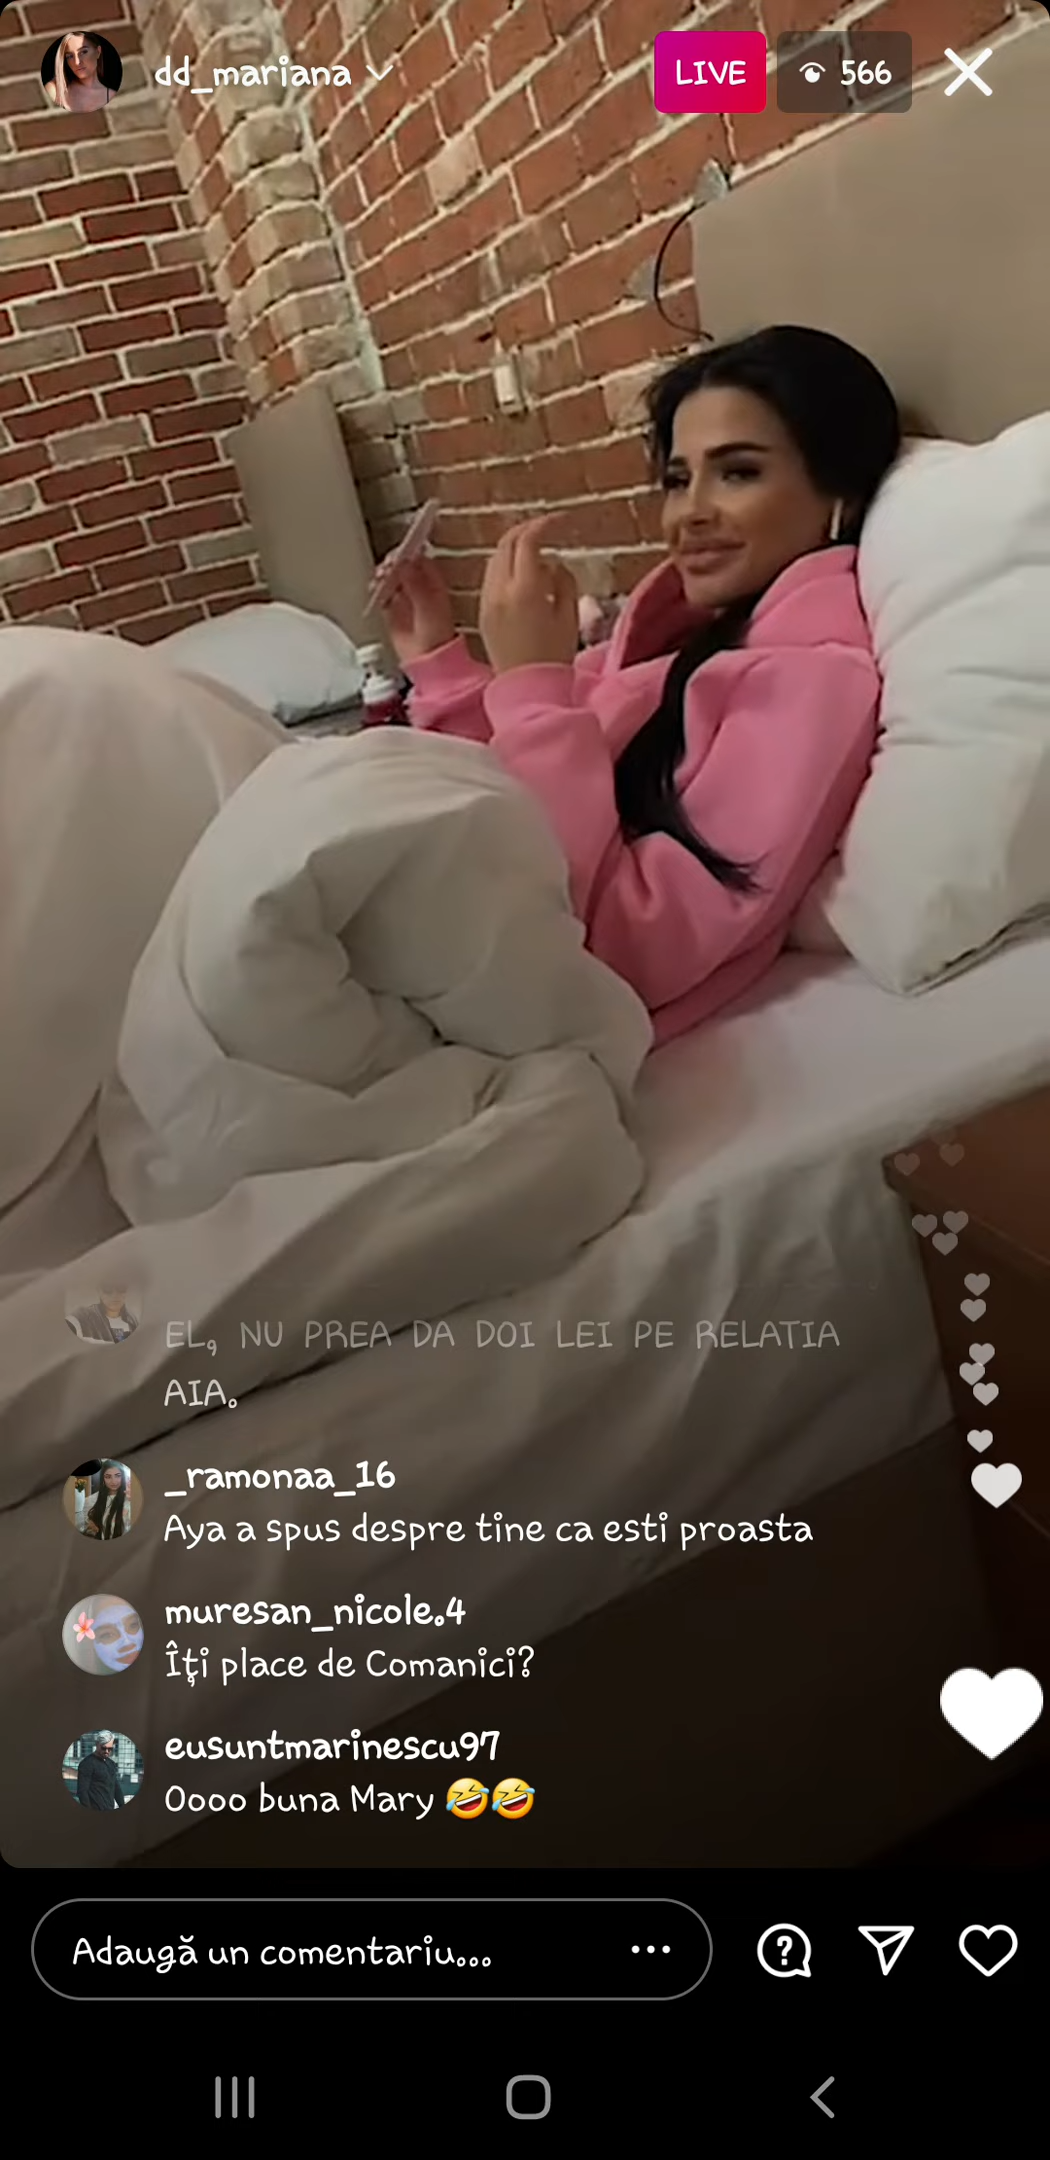 dd_mariana
LIVE
566
EL, NU PREA DA DOI LEI PE RELATIA
AIA.
_ramonaa_16
Aya a spus despre tine ca esti proasta
muresan_nicole.4
Îți place de Comanici?
eusuntmarinescu97
Oooo buna Mary 🤣🤣
Adaugă un comentariu...